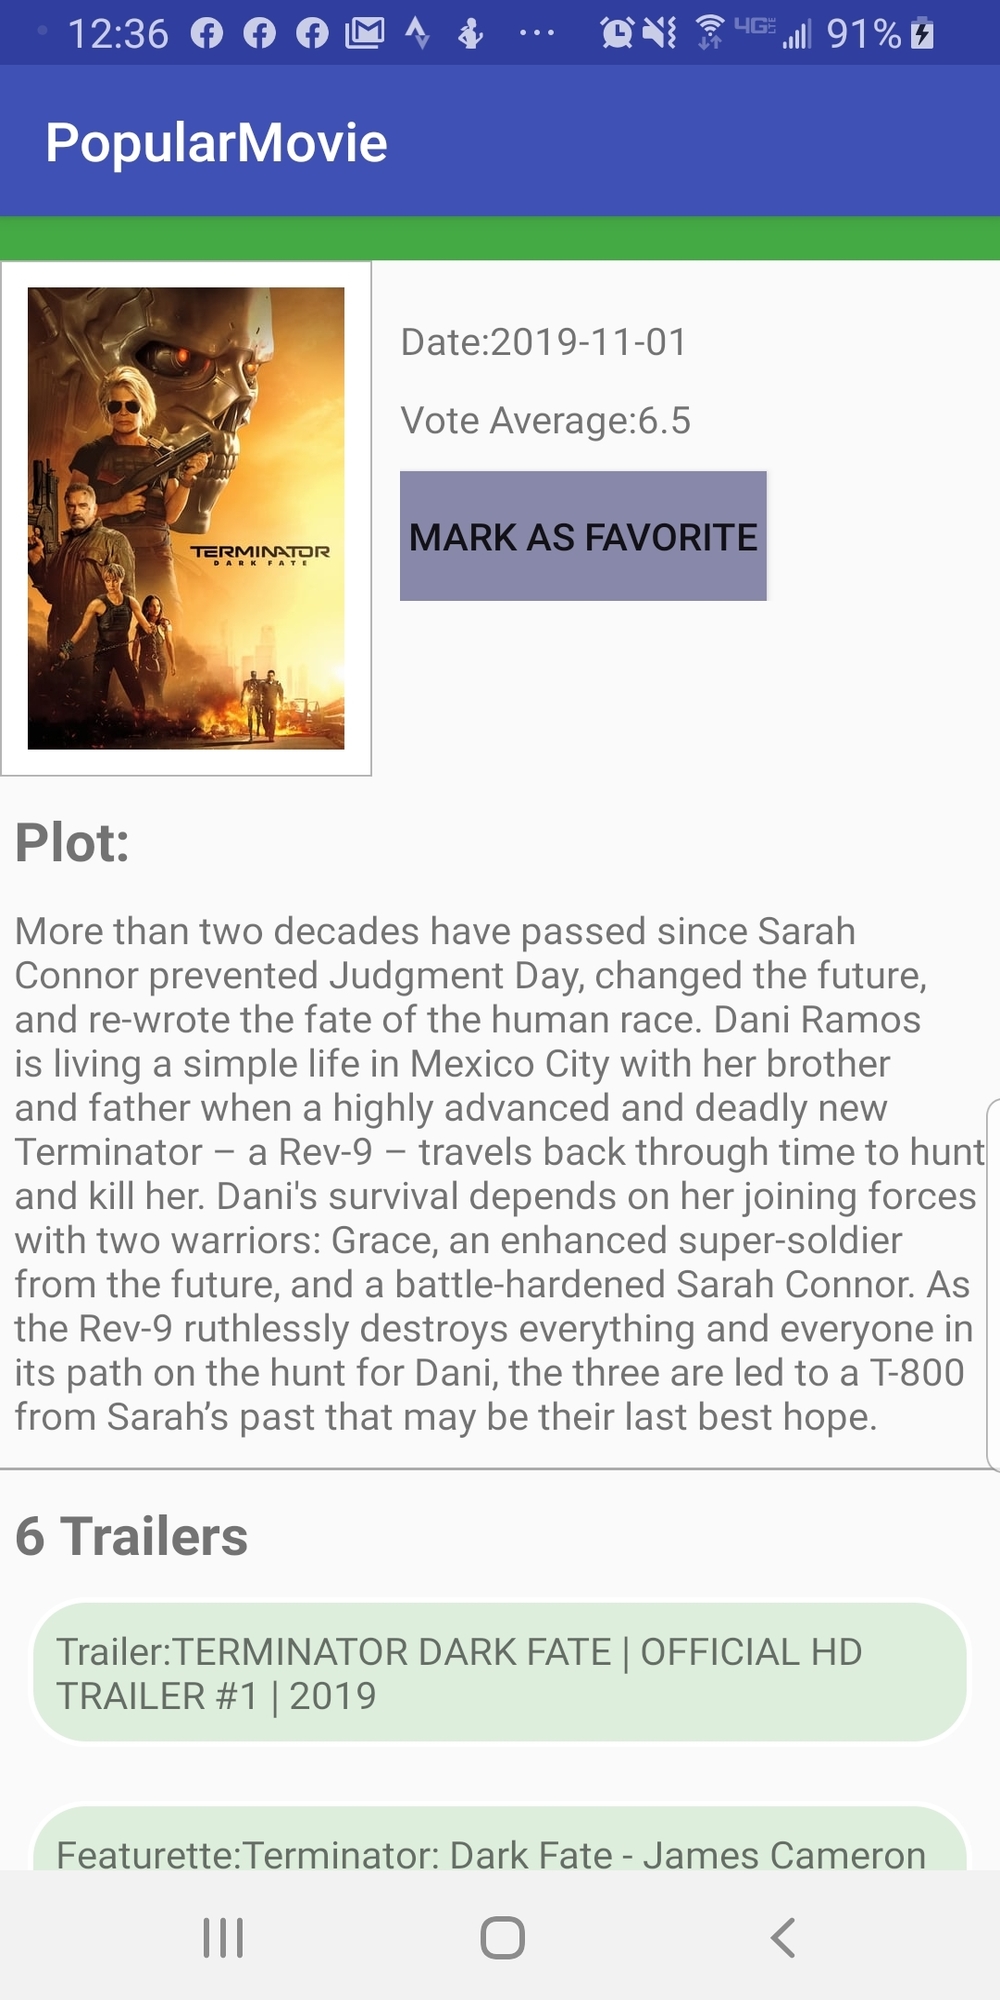 12:36 ... 4GE 91%
PopularMovie
TERMINATOR
DARK FATE
Date:2019-11-01
Vote Average:6.5
MARK AS FAVORITE
Plot:
More than two decades have passed since Sarah
Connor prevented Judgment Day, changed the future,
and re-wrote the fate of the human race. Dani Ramos
is living a simple life in Mexico City with her brother
and father when a highly advanced and deadly new
Terminator – a Rev-9 – travels back through time to hunt
and kill her. Dani's survival depends on her joining forces
with two warriors: Grace, an enhanced super-soldier
from the future, and a battle-hardened Sarah Connor. As
the Rev-9 ruthlessly destroys everything and everyone in
its path on the hunt for Dani, the three are led to a T-800
from Sarah’s past that may be their last best hope.
6 Trailers
Trailer:TERMINATOR DARK FATE | OFFICIAL HD
TRAILER #1 | 2019
Featurette:Terminator: Dark Fate - James Cameron